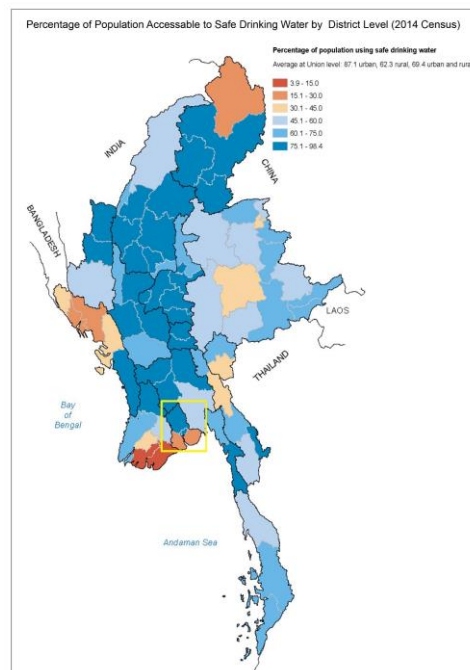 Percentage of Population Accessable to Safe Drinking Water by District Level (2014 Census)
Percentage of population using safe drinking water
Average at Union level: 87.1 urban, 62.3 rural, 69.4 urban and rural
3.9 - 15.0
15.1 - 30.0
30.1 - 45.0
45.1 - 60.0
60.1 - 75.0
75.1 - 98.4
INDIA
CHINA
BANGLADESH
LAOS
THAILAND
Bay
of
Bengal
Andaman Sea